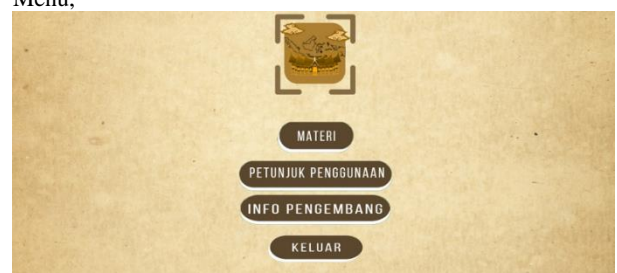 Menu;
MATERI
PETUNJUK PENGGUNAAN
INFO PENGEMBANG
KELUAR